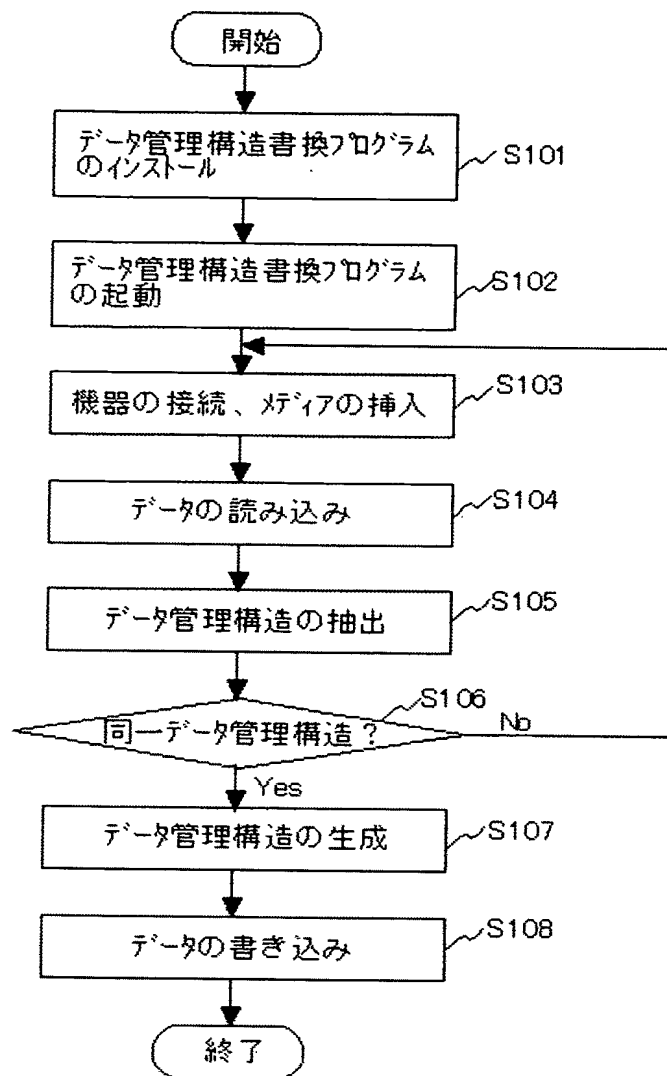 開始
データ管理構造書換プログラム
のインストール
S101
データ管理構造書換プログラム
の起動
S102
機器の接続、メディアの挿入
S103
データの読み込み
S104
データ管理構造の抽出
S105
同一データ管理構造？
S106
No
Yes
データ管理構造の生成
S107
データの書き込み
S108
終了